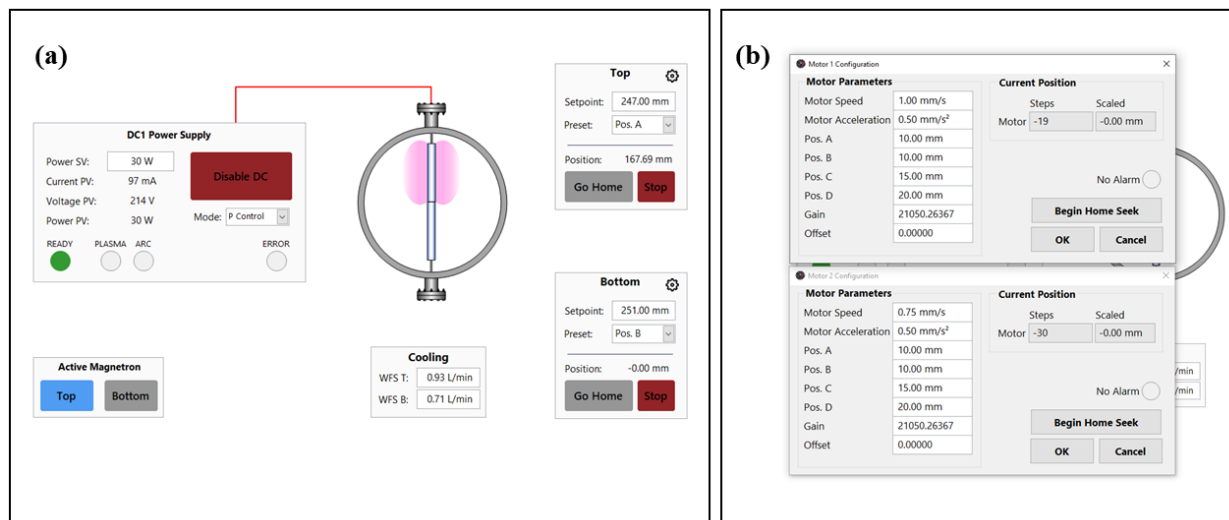 (a)
DC1 Power Supply
Power SV: 30 W
Current PV: 97 mA
Voltage PV: 214 V
Power PV: 30 W
Disable DC
Mode: P Control
READY PLASMA ARC ERROR
Top
Setpoint: 247.00 mm
Preset: Pos. A
Position: 167.69 mm
Go Home Stop
Bottom
Setpoint: 251.00 mm
Preset: Pos. B
Position: -0.00 mm
Go Home Stop
Active Magnetron
Top Bottom
Cooling
WFS T: 0.93 L/min
WFS B: 0.71 L/min
(b)
Motor 1 Configuration
Motor Parameters
Motor Speed 1.00 mm/s
Motor Acceleration 0.50 mm/s²
Pos. A 10.00 mm
Pos. B 10.00 mm
Pos. C 15.00 mm
Pos. D 20.00 mm
Gain 21050.26367
Offset 0.00000
Current Position
Steps Scaled
Motor -19 -0.00 mm
No Alarm
Begin Home Seek
OK Cancel
Motor 2 Configuration
Motor Parameters
Motor Speed 0.75 mm/s
Motor Acceleration 0.50 mm/s²
Pos. A 10.00 mm
Pos. B 10.00 mm
Pos. C 15.00 mm
Pos. D 20.00 mm
Gain 21050.26367
Offset 0.00000
Current Position
Steps Scaled
Motor -30 -0.00 mm
No Alarm
Begin Home Seek
OK Cancel
/min
/min